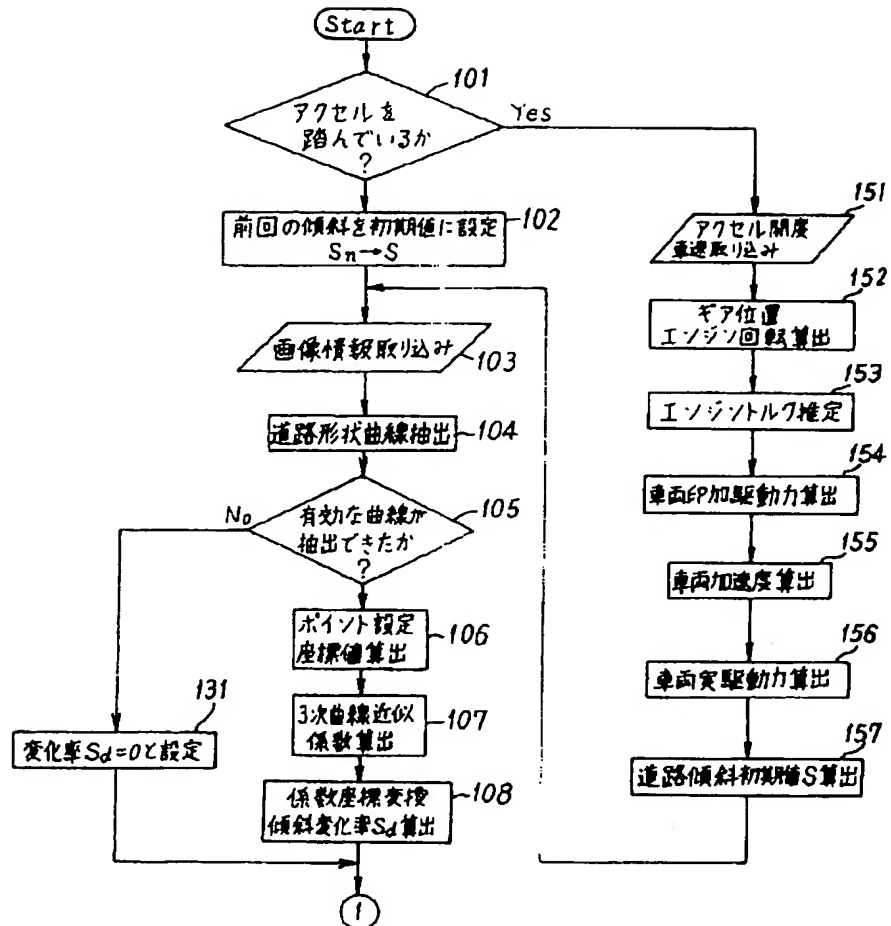 Start
101
アクセルを
踏んでいるか
?
Yes
前回の傾斜を初期値に設定
Sn→S
102
画像情報取り込み
103
道路形状曲線抽出
104
有効な曲線が
抽出できたか
?
105
No
ポイント設定
座標値算出
106
3次曲線近似
係数算出
107
131
変化率Sd=0と設定
係数座標変換
傾斜変化率Sd算出
108
1
151
アクセル開度
車速取り込み
152
ギア位置
エンジン回転算出
153
エンジントルク推定
154
車両印加駆動力算出
155
車両加速度算出
156
車両実駆動力算出
157
道路傾斜初期値S算出